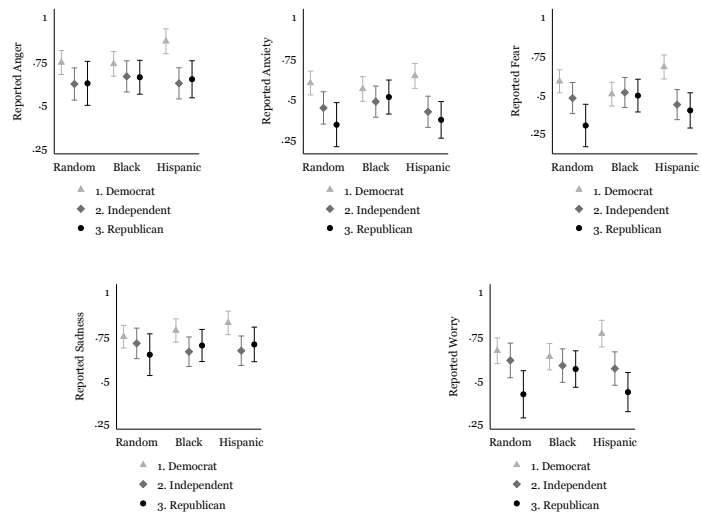 Reported Anger
1
.75
.5
.25
Random Black Hispanic
1. Democrat
2. Independent
3. Republican
Reported Anxiety
1
.75
.5
.25
Random Black Hispanic
1. Democrat
2. Independent
3. Republican
Reported Fear
1
.75
.5
.25
Random Black Hispanic
1. Democrat
2. Independent
3. Republican
Reported Sadness
1
.75
.5
.25
Random Black Hispanic
1. Democrat
2. Independent
3. Republican
Reported Worry
1
.75
.5
.25
Random Black Hispanic
1. Democrat
2. Independent
3. Republican